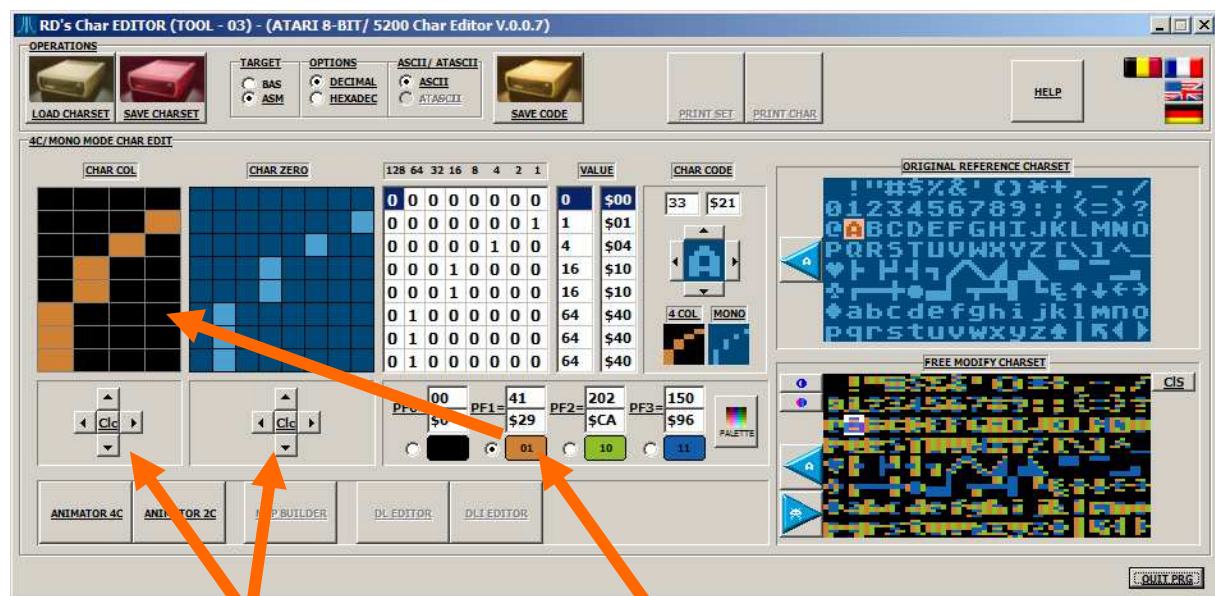 RD's Char EDITOR (TOOL - 03) - (ATARI 8-BIT/ 5200 Char Editor V.0.0.7)
OPERATIONS
LOAD CHARSET SAVE CHARSET
TARGET
BAS
ASM
OPTIONS
DECIMAL
HEXADEC
ASCII/ ATASCII
ASCII
ATASCII
SAVE CODE
PRINT SET PRINT CHAR
HELP
4C/MONO MODE CHAR EDIT
CHAR COL CHAR ZERO 128 64 32 16 8 4 2 1 VALUE CHAR CODE
0 0 0 0 0 0 0 0 0 $00
0 0 0 0 0 0 0 1 1 $01
0 0 0 0 0 1 0 0 4 $04
0 0 0 1 0 0 0 0 16 $10
0 0 0 1 0 0 0 0 16 $10
0 1 0 0 0 0 0 0 64 $40
0 1 0 0 0 0 0 0 64 $40
0 1 0 0 0 0 0 0 64 $40
33 $21
A
4 COL MONO
ORIGINAL REFERENCE CHARSET
!"#$%&'()*+,-./
0123456789:;<=>?
@ABCDEFGHIJKLMNO
PQRSTUVWXYZ[\]^_
abcdefghijklmno
pqrstuvwxyz
A
FREE MODIFY CHARSET
ClS
A
Clc Clc
00 PF1= 41 PF2= 202 PF3= 150
$29 $CA $96
01 10 11
PALETTE
ANIMATOR 4C BUILDER DL EDITOR DLI EDITOR
QUIT PRG